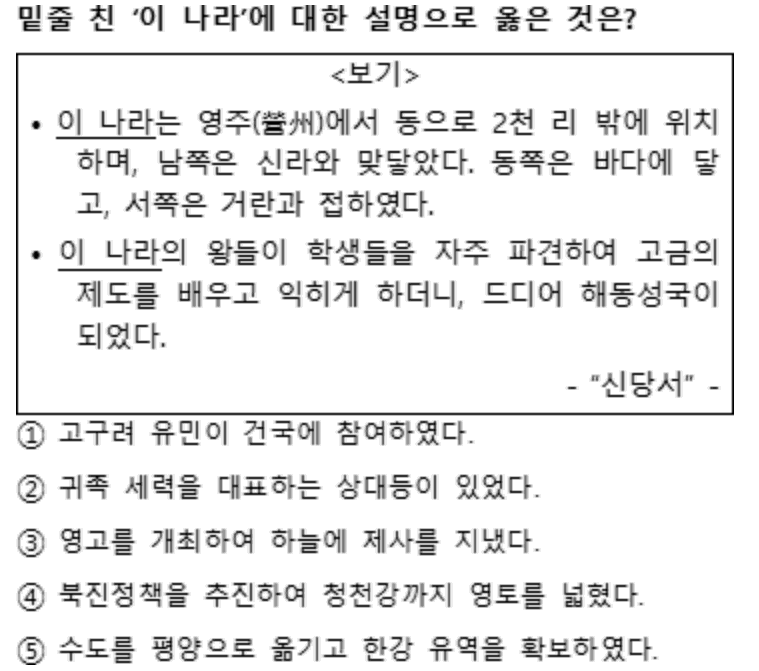 밑줄 친 ‘이 나라’에 대한 설명으로 옳은 것은?
<보기>
• 이 나라는 영주(營州)에서 동으로 2천 리 밖에 위치
하며, 남쪽은 신라와 맞닿았다. 동쪽은 바다에 닿
고, 서쪽은 거란과 접하였다.
• 이 나라의 왕들이 학생들을 자주 파견하여 고금의
제도를 배우고 익히게 하더니, 드디어 해동성국이
되었다.
- “신당서” -
① 고구려 유민이 건국에 참여하였다.
② 귀족 세력을 대표하는 상대등이 있었다.
③ 영고를 개최하여 하늘에 제사를 지냈다.
④ 북진정책을 추진하여 청천강까지 영토를 넓혔다.
⑤ 수도를 평양으로 옮기고 한강 유역을 확보하였다.